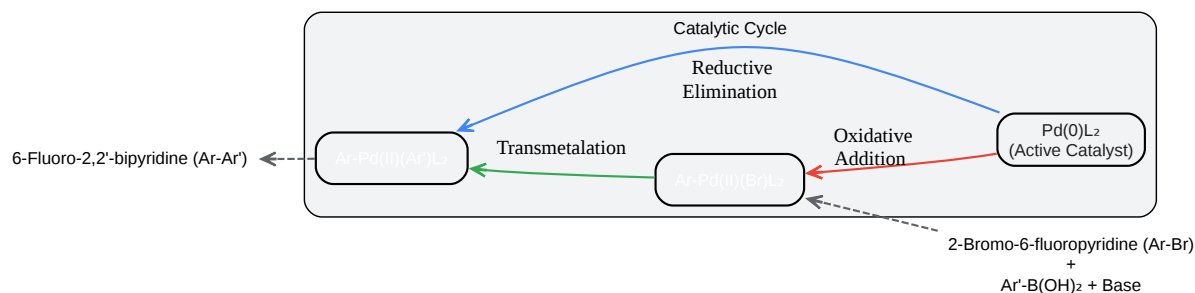 Catalytic Cycle
Reductive
Elimination
Pd(0)L₂
(Active Catalyst)
Oxidative
Addition
Transmetalation
Ar-Pd(II)(Ar')L₂
Ar-Pd(II)(Br)L₂
6-Fluoro-2,2'-bipyridine (Ar-Ar')
2-Bromo-6-fluoropyridine (Ar-Br)
+
Ar'-B(OH)₂ + Base